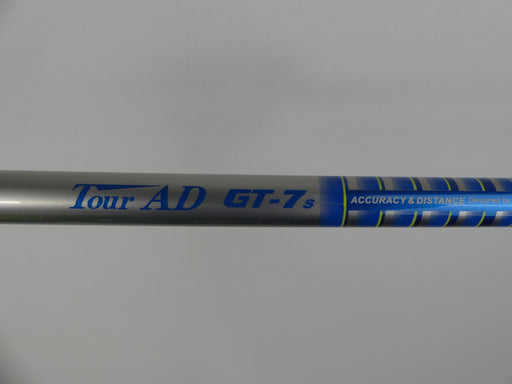 Tour AD GT-7s
ACCURACY & DISTANCE Designed by